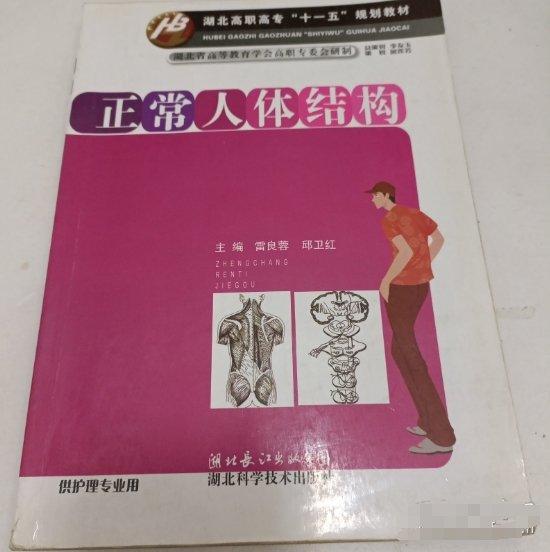 HB
湖北高职高专“十一五”规划教材
HUBEI GAOZHI GAOZHUAN "SHIYIWU" GUIHUA JIAOCAI
湖北省高等教育学会高职专委会研制
正常人体结构
主编 雷良蓉 邱卫红
ZHENGCHANG
RENTI
JIEGOU
湖北长江出版集团
湖北科学技术出版社
供护理专业用